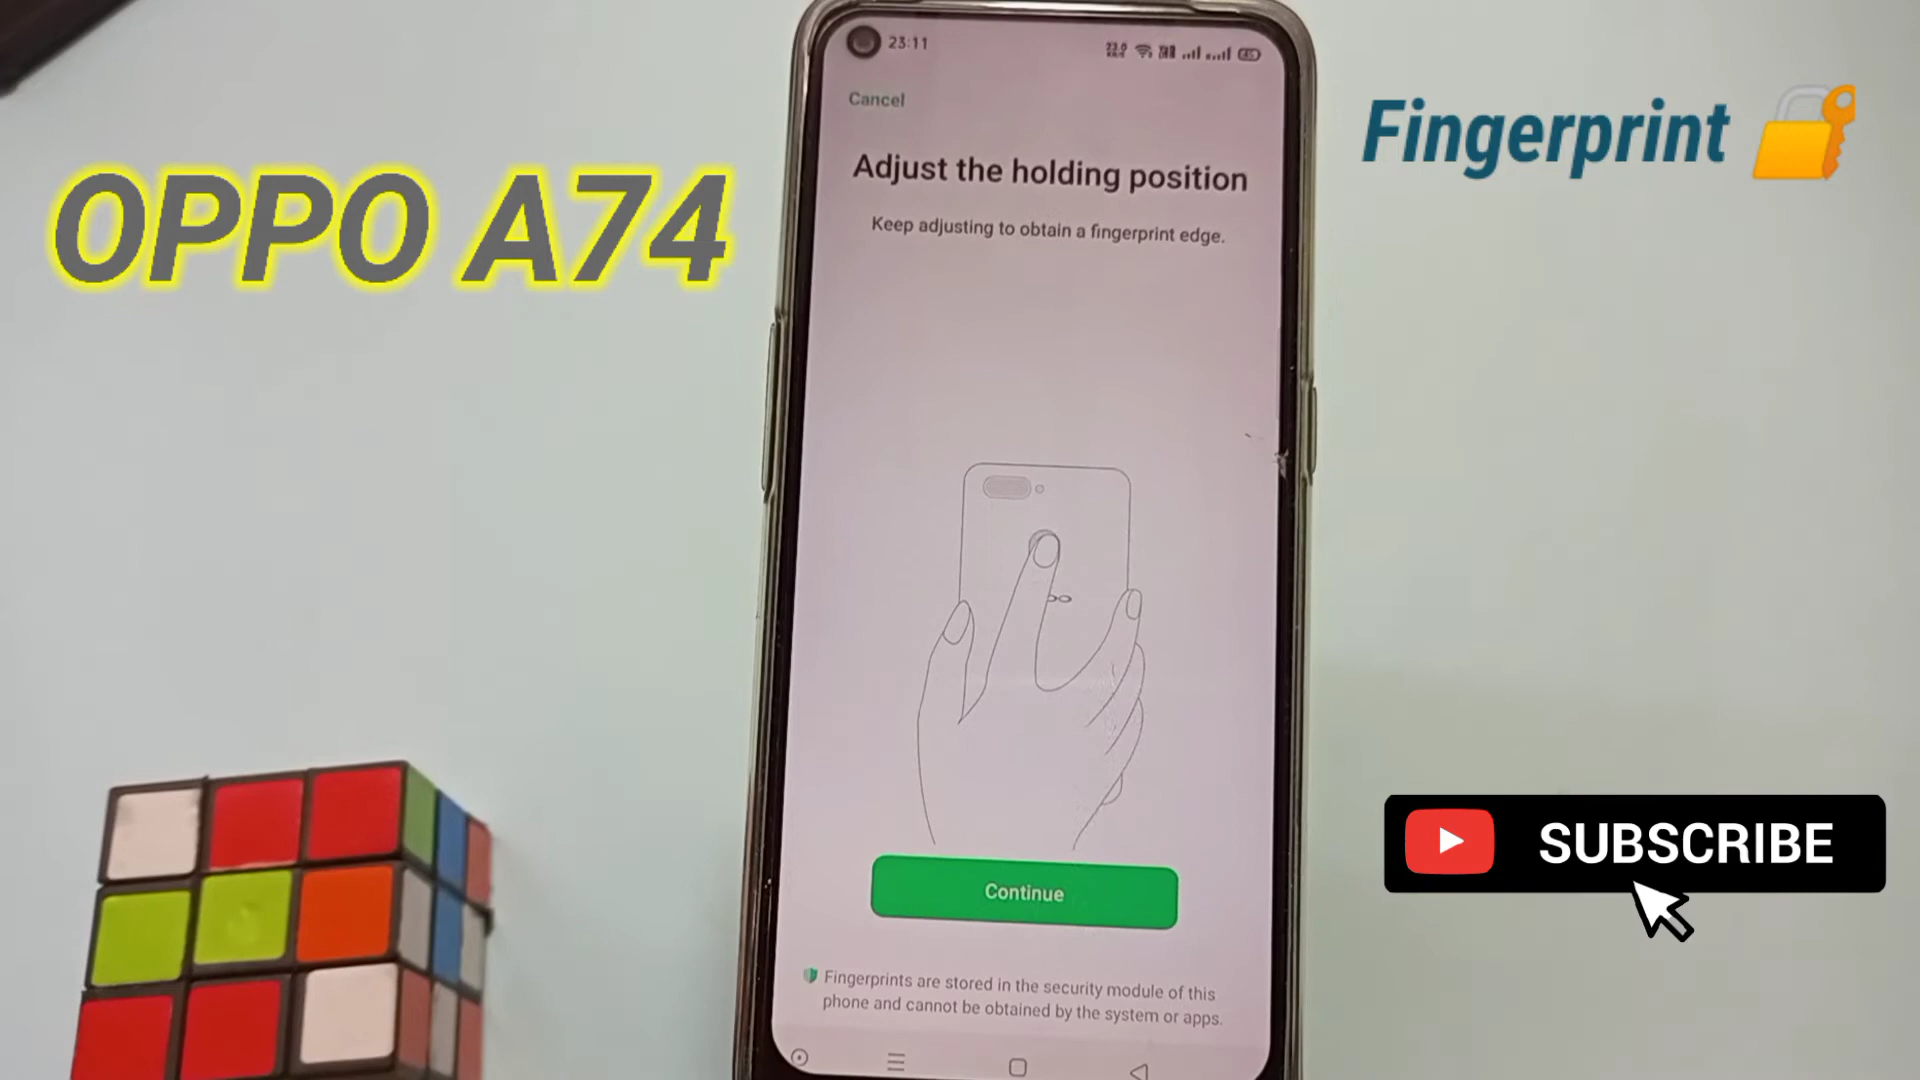 23:11
Cancel
Adjust the holding position
Keep adjusting to obtain a fingerprint edge.
Continue
Fingerprints are stored in the security module of this
phone and cannot be obtained by the system or apps.
OPPO A74
Fingerprint
SUBSCRIBE